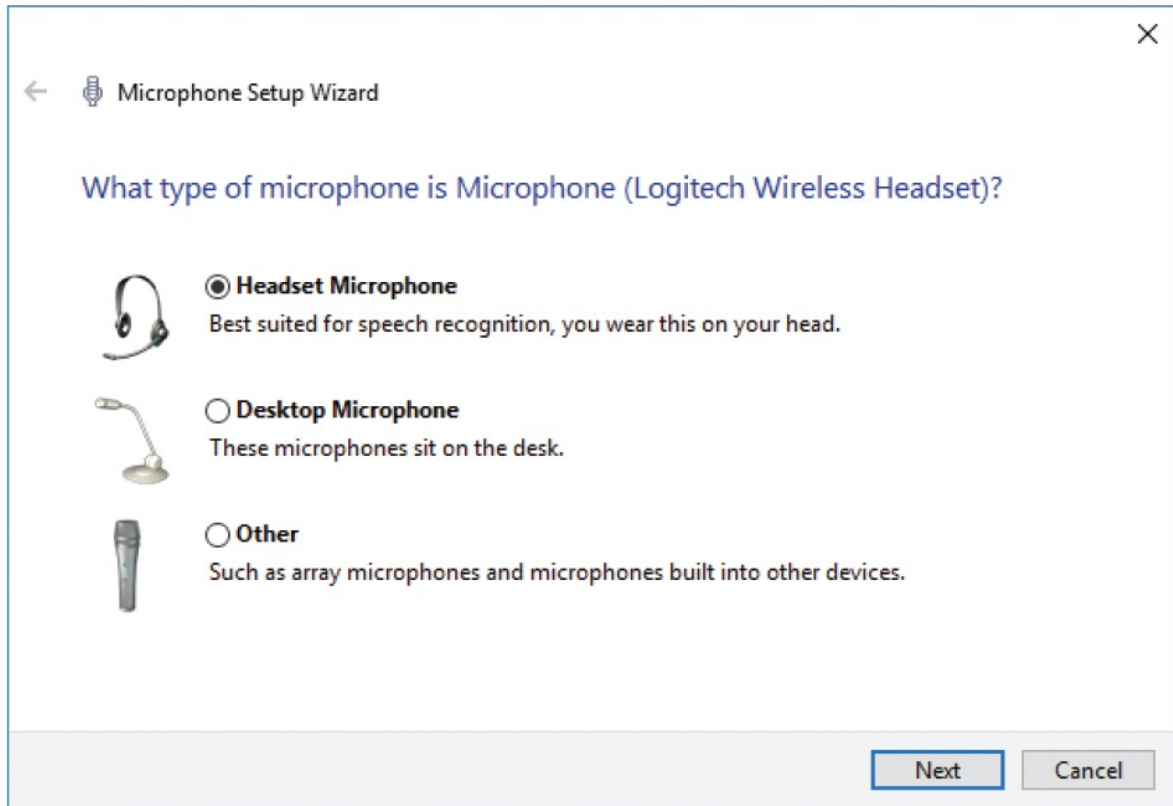 Microphone Setup Wizard
What type of microphone is Microphone (Logitech Wireless Headset)?
Headset Microphone
Best suited for speech recognition, you wear this on your head.
Desktop Microphone
These microphones sit on the desk.
Other
Such as array microphones and microphones built into other devices.
Next Cancel